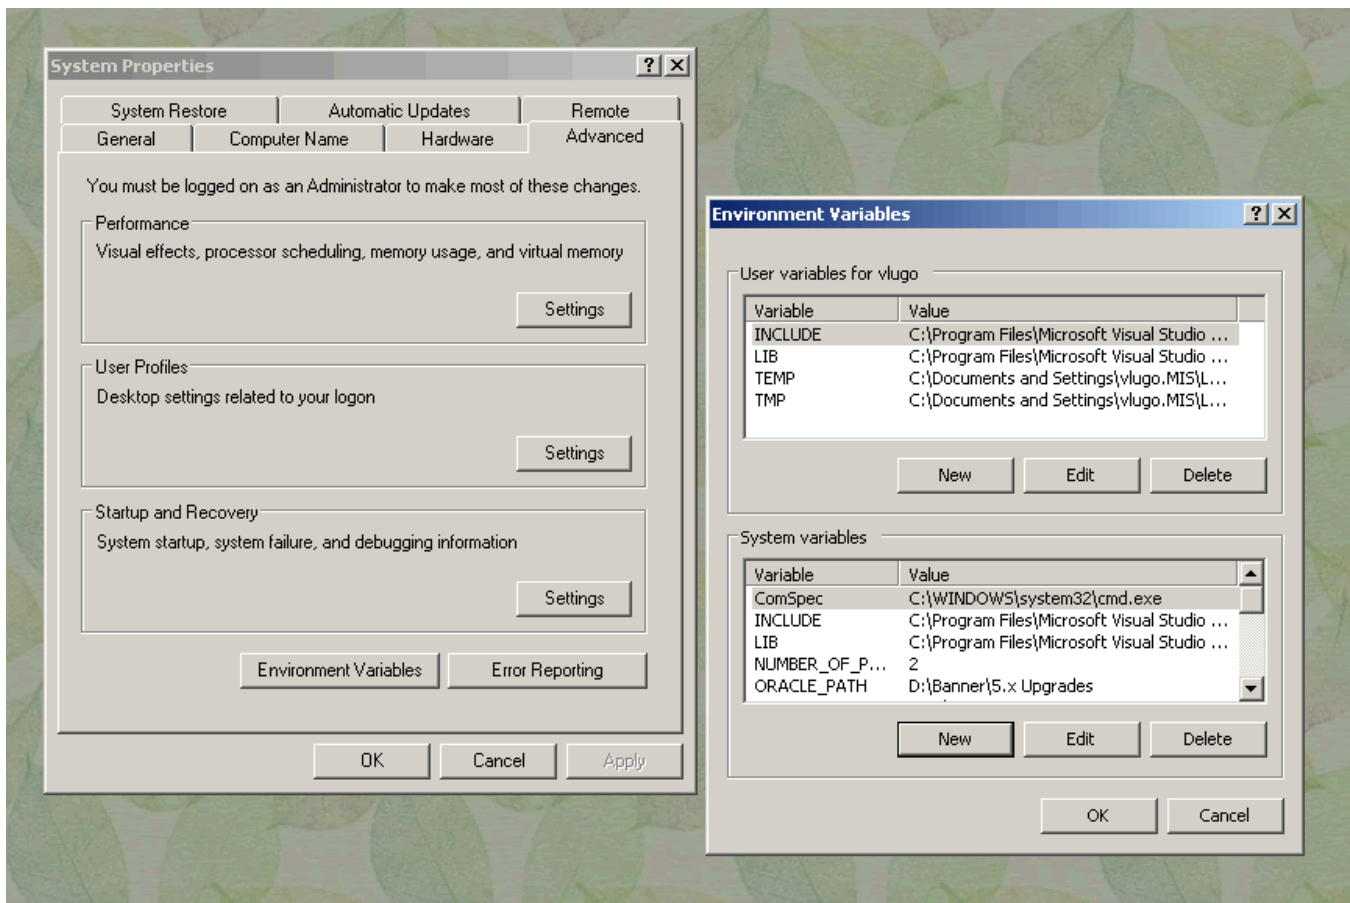 System Properties
System Restore
Automatic Updates
Remote
General
Computer Name
Hardware
Advanced
You must be logged on as an Administrator to make most of these changes.
Performance
Visual effects, processor scheduling, memory usage, and virtual memory
Settings
User Profiles
Desktop settings related to your logon
Settings
Startup and Recovery
System startup, system failure, and debugging information
Settings
Environment Variables
Error Reporting
OK
Cancel
Apply
Environment Variables
User variables for vlugo
Variable Value
INCLUDE C:\Program Files\Microsoft Visual Studio ...
LIB C:\Program Files\Microsoft Visual Studio ...
TEMP C:\Documents and Settings\vlugo.MIS\L...
TMP C:\Documents and Settings\vlugo.MIS\L...
New
Edit
Delete
System variables
Variable Value
ComSpec C:\WINDOWS\system32\cmd.exe
INCLUDE C:\Program Files\Microsoft Visual Studio ...
LIB C:\Program Files\Microsoft Visual Studio ...
NUMBER_OF_P... 2
ORACLE_PATH D:\Banner\5.x Upgrades
New
Edit
Delete
OK
Cancel